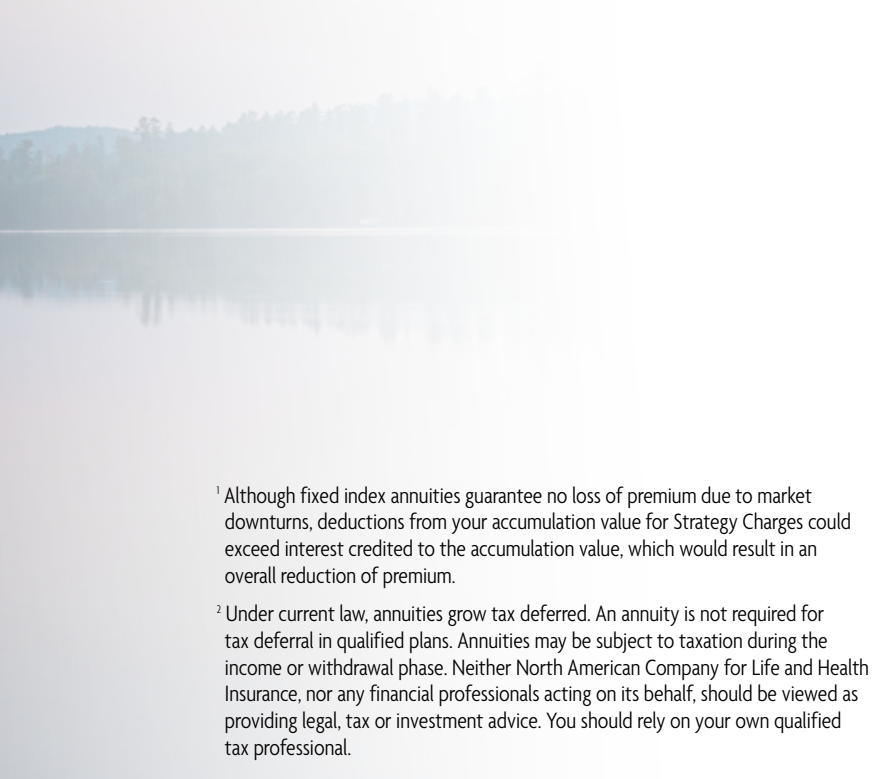 1 Although fixed index annuities guarantee no loss of premium due to market
downturns, deductions from your accumulation value for Strategy Charges could
exceed interest credited to the accumulation value, which would result in an
overall reduction of premium.
2 Under current law, annuities grow tax deferred. An annuity is not required for
tax deferral in qualified plans. Annuities may be subject to taxation during the
income or withdrawal phase. Neither North American Company for Life and Health
Insurance, nor any financial professionals acting on its behalf, should be viewed as
providing legal, tax or investment advice. You should rely on your own qualified
tax professional.